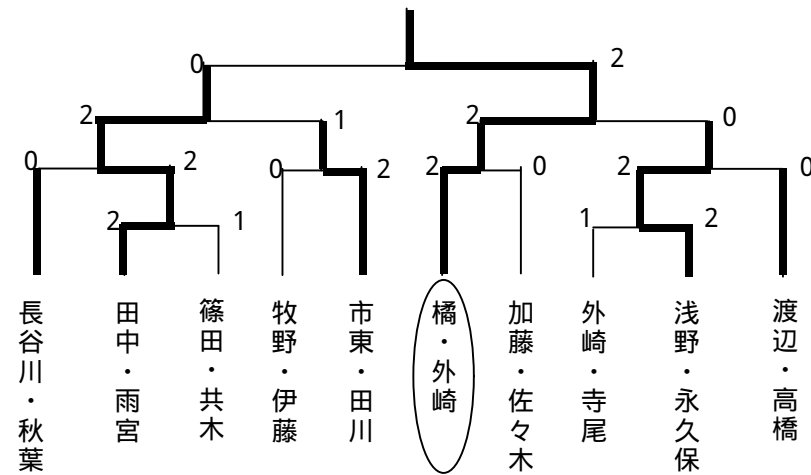 0 2
2 1 2 0
0 2 0 2 2 0 2 0
2 1 1 2
長谷川・秋葉
田中・雨宮
篠田・共木
牧野・伊藤
市東・田川
橘・外崎
加藤・佐々木
外崎・寺尾
浅野・永久保
渡辺・高橋